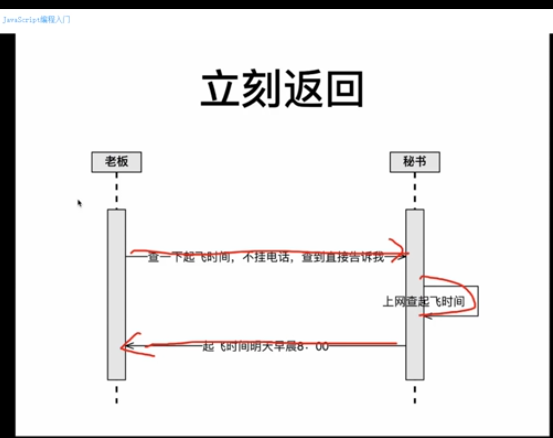 JavaScript编程入门
立刻返回
老板
秘书
查一下起飞时间，不挂电话，查到直接告诉我
上网查起飞时间
起飞时间明天早晨8：00